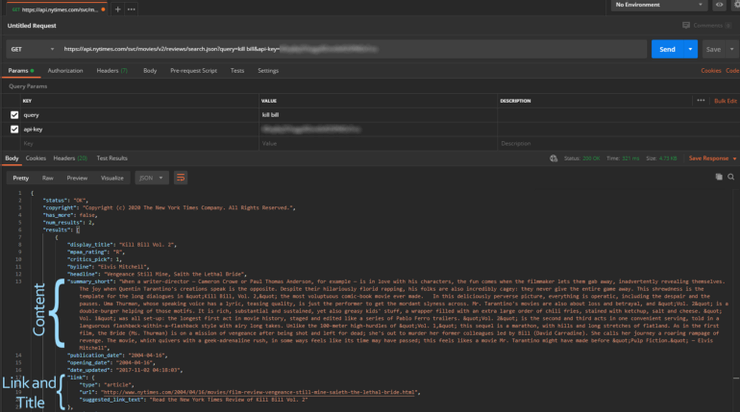 https://api.nytimes.com/svc/m...
No Environment
Untitled Request
Comments
GET https://api.nytimes.com/svc/movies/v2/reviews/search.json?query=kill bill&api-key=
Send Save
Params Authorization Headers (7) Body Pre-request Script Tests Settings Cookies Code
Query Params
KEY VALUE DESCRIPTION ••• Bulk Edit
query kill bill
api-key
Key Value Description
Body Cookies Headers (20) Test Results Status: 200 OK Time: 321 ms Size: 4.73 KB Save Response
Pretty Raw Preview Visualize JSON
1 {
2 "status": "OK",
3 "copyright": "Copyright (c) 2020 The New York Times Company. All Rights Reserved.",
4 "has_more": false,
5 "num_results": 2,
6 "results": [
7 {
8 "display_title": "Kill Bill Vol. 2",
9 "mpaa_rating": "R",
10 "critics_pick": 1,
11 "byline": "Elvis Mitchell",
12 "headline": "Vengeance Still Mine, Saith the Lethal Bride",
13 "summary_short": "When a writer-director — Cameron Crowe or Paul Thomas Anderson, for example — is in love with his characters, the fun comes when the filmmaker lets them gam away, inadvertently revealing themselves.
The joy when Quentin Tarantino's creations speak is the opposite. Despite their hilariously florid rapping, his folks are also incredibly cagey: they never give the entire game away. This shrewdness is the
template for the long dialogues in &quot;Kill Bill, Vol. 2,&quot; the most voluptuous comic-book movie ever made. In this deliciously perverse picture, everything is operatic, including the despair and the
pauses. Uma Thurman, whose speaking voice has a lyric, teasing quality, is just the performer to get the mordant slyness across. Mr. Tarantino's movies are also about loss and betrayal, and &quot;Vol. 2&quot; is a
double-burger helping of those motifs. It is rich, substantial and sustained, yet also greasy kids' stuff, a wrapper filled with an extra large order of chili fries, stained with ketchup, salt and cheese. &quot;
Vol. 1&quot; was all set-up: the longest first act in movie history, staged and edited like a series of Pablo Ferro trailers. &quot;Vol. 2&quot; is the second and third acts in one convenient serving, told in a
languorous flashback-within-a-flashback style with airy long takes. Unlike the 100-meter high-hurdles of &quot;Vol. 1,&quot; this sequel is a marathon, with hills and long stretches of flatland. As in the first
film, the Bride (Ms. Thurman) is on a mission of vengeance after being shot and left for dead; she's out to murder her former colleagues led by Bill (David Carradine). She calls her journey a roaring rampage of
revenge. The movie, which quivers with a geek-adrenaline rush, in some ways feels like its time may have passed; this feels likes a movie Mr. Tarantino might have made before &quot;Pulp Fiction.&quot; — Elvis
Mitchell",
14 "publication_date": "2004-04-16",
15 "opening_date": "2004-04-16",
16 "date_updated": "2017-11-02 04:18:03",
17 "link": {
18 "type": "article",
19 "url": "http://www.nytimes.com/2004/04/16/movies/film-review-vengeance-still-mine-saith-the-lethal-bride.html",
"suggested_link_text": "Read the New York Times Review of Kill Bill Vol. 2"
},
Content
Link and
Title